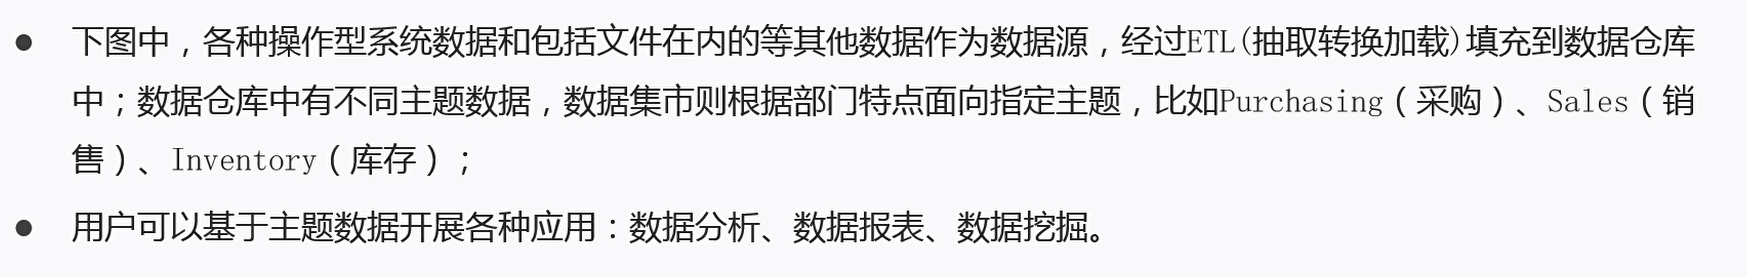 ● 下图中，各种操作型系统数据和包括文件在内的等其他数据作为数据源，经过ETL(抽取转换加载)填充到数据仓库
中；数据仓库中有不同主题数据，数据集市则根据部门特点面向指定主题，比如Purchasing（采购）、Sales（销
售）、Inventory（库存）；
● 用户可以基于主题数据开展各种应用：数据分析、数据报表、数据挖掘。